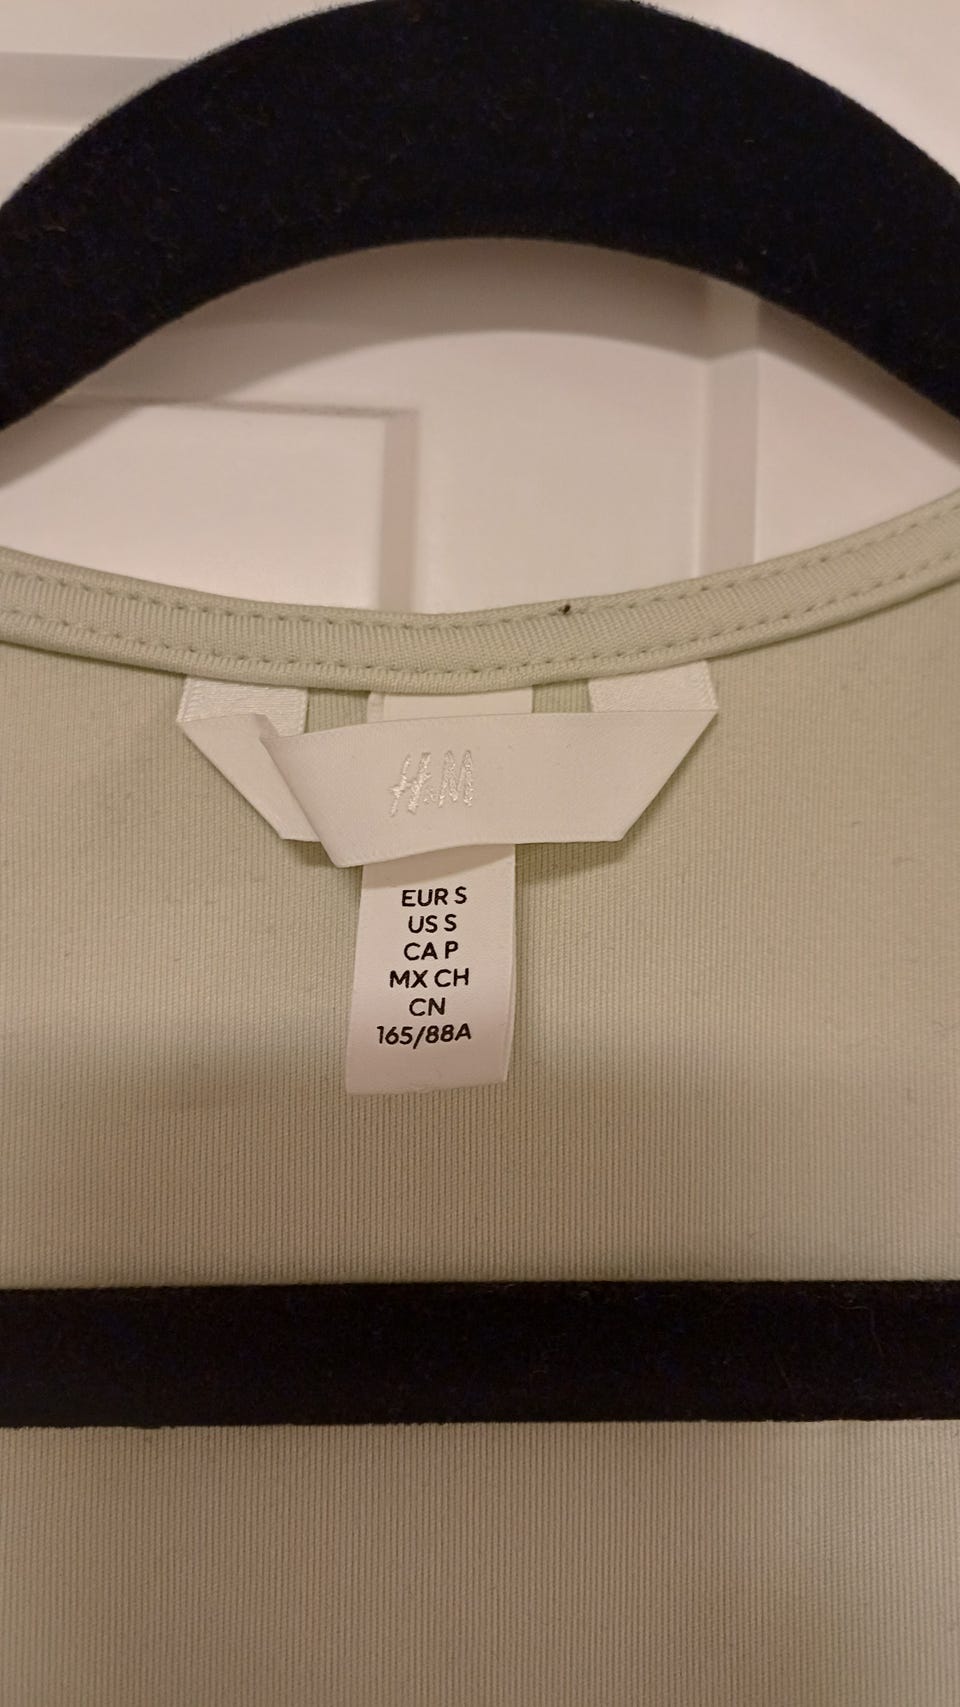 H&M
EUR S
US S
CA P
MX CH
CN
165/88A